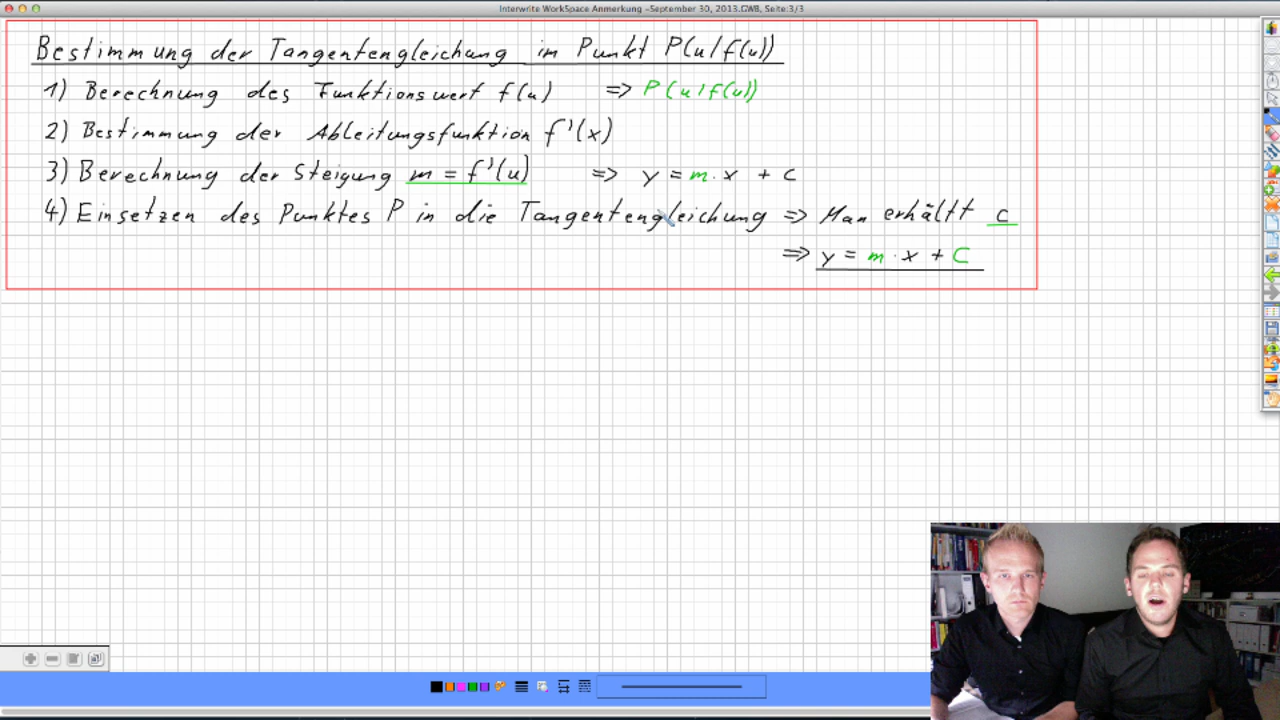 Interwrite WorkSpace Anmerkung -September 30, 2013.GWB, Seite:3/3
Bestimmung der Tangentengleichung im Punkt P(u/f(u))
1) Berechnung des Funktionswert f(u) => P(u/f(u))
2) Bestimmung der Ableitungsfunktion f'(x)
3) Berechnung der Steigung m = f'(u) => y = m · x + c
4) Einsetzen des Punktes P in die Tangentengleichung => Man erhältt c
=> y = m · x + c